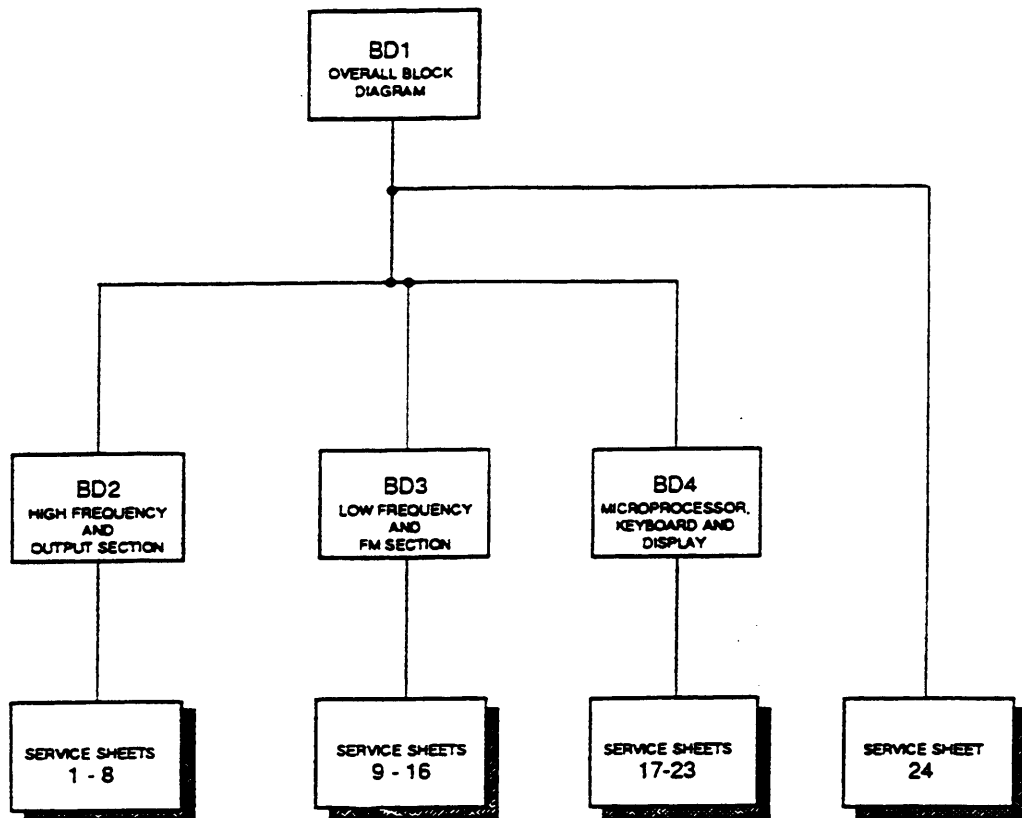 BD1
OVERALL BLOCK
DIAGRAM
BD2
HIGH FREQUENCY
AND
OUTPUT SECTION
BD3
LOW FREQUENCY
AND
FM SECTION
BD4
MICROPROCESSOR,
KEYBOARD AND
DISPLAY
SERVICE SHEETS
1 - 8
SERVICE SHEETS
9 - 16
SERVICE SHEETS
17-23
SERVICE SHEET
24